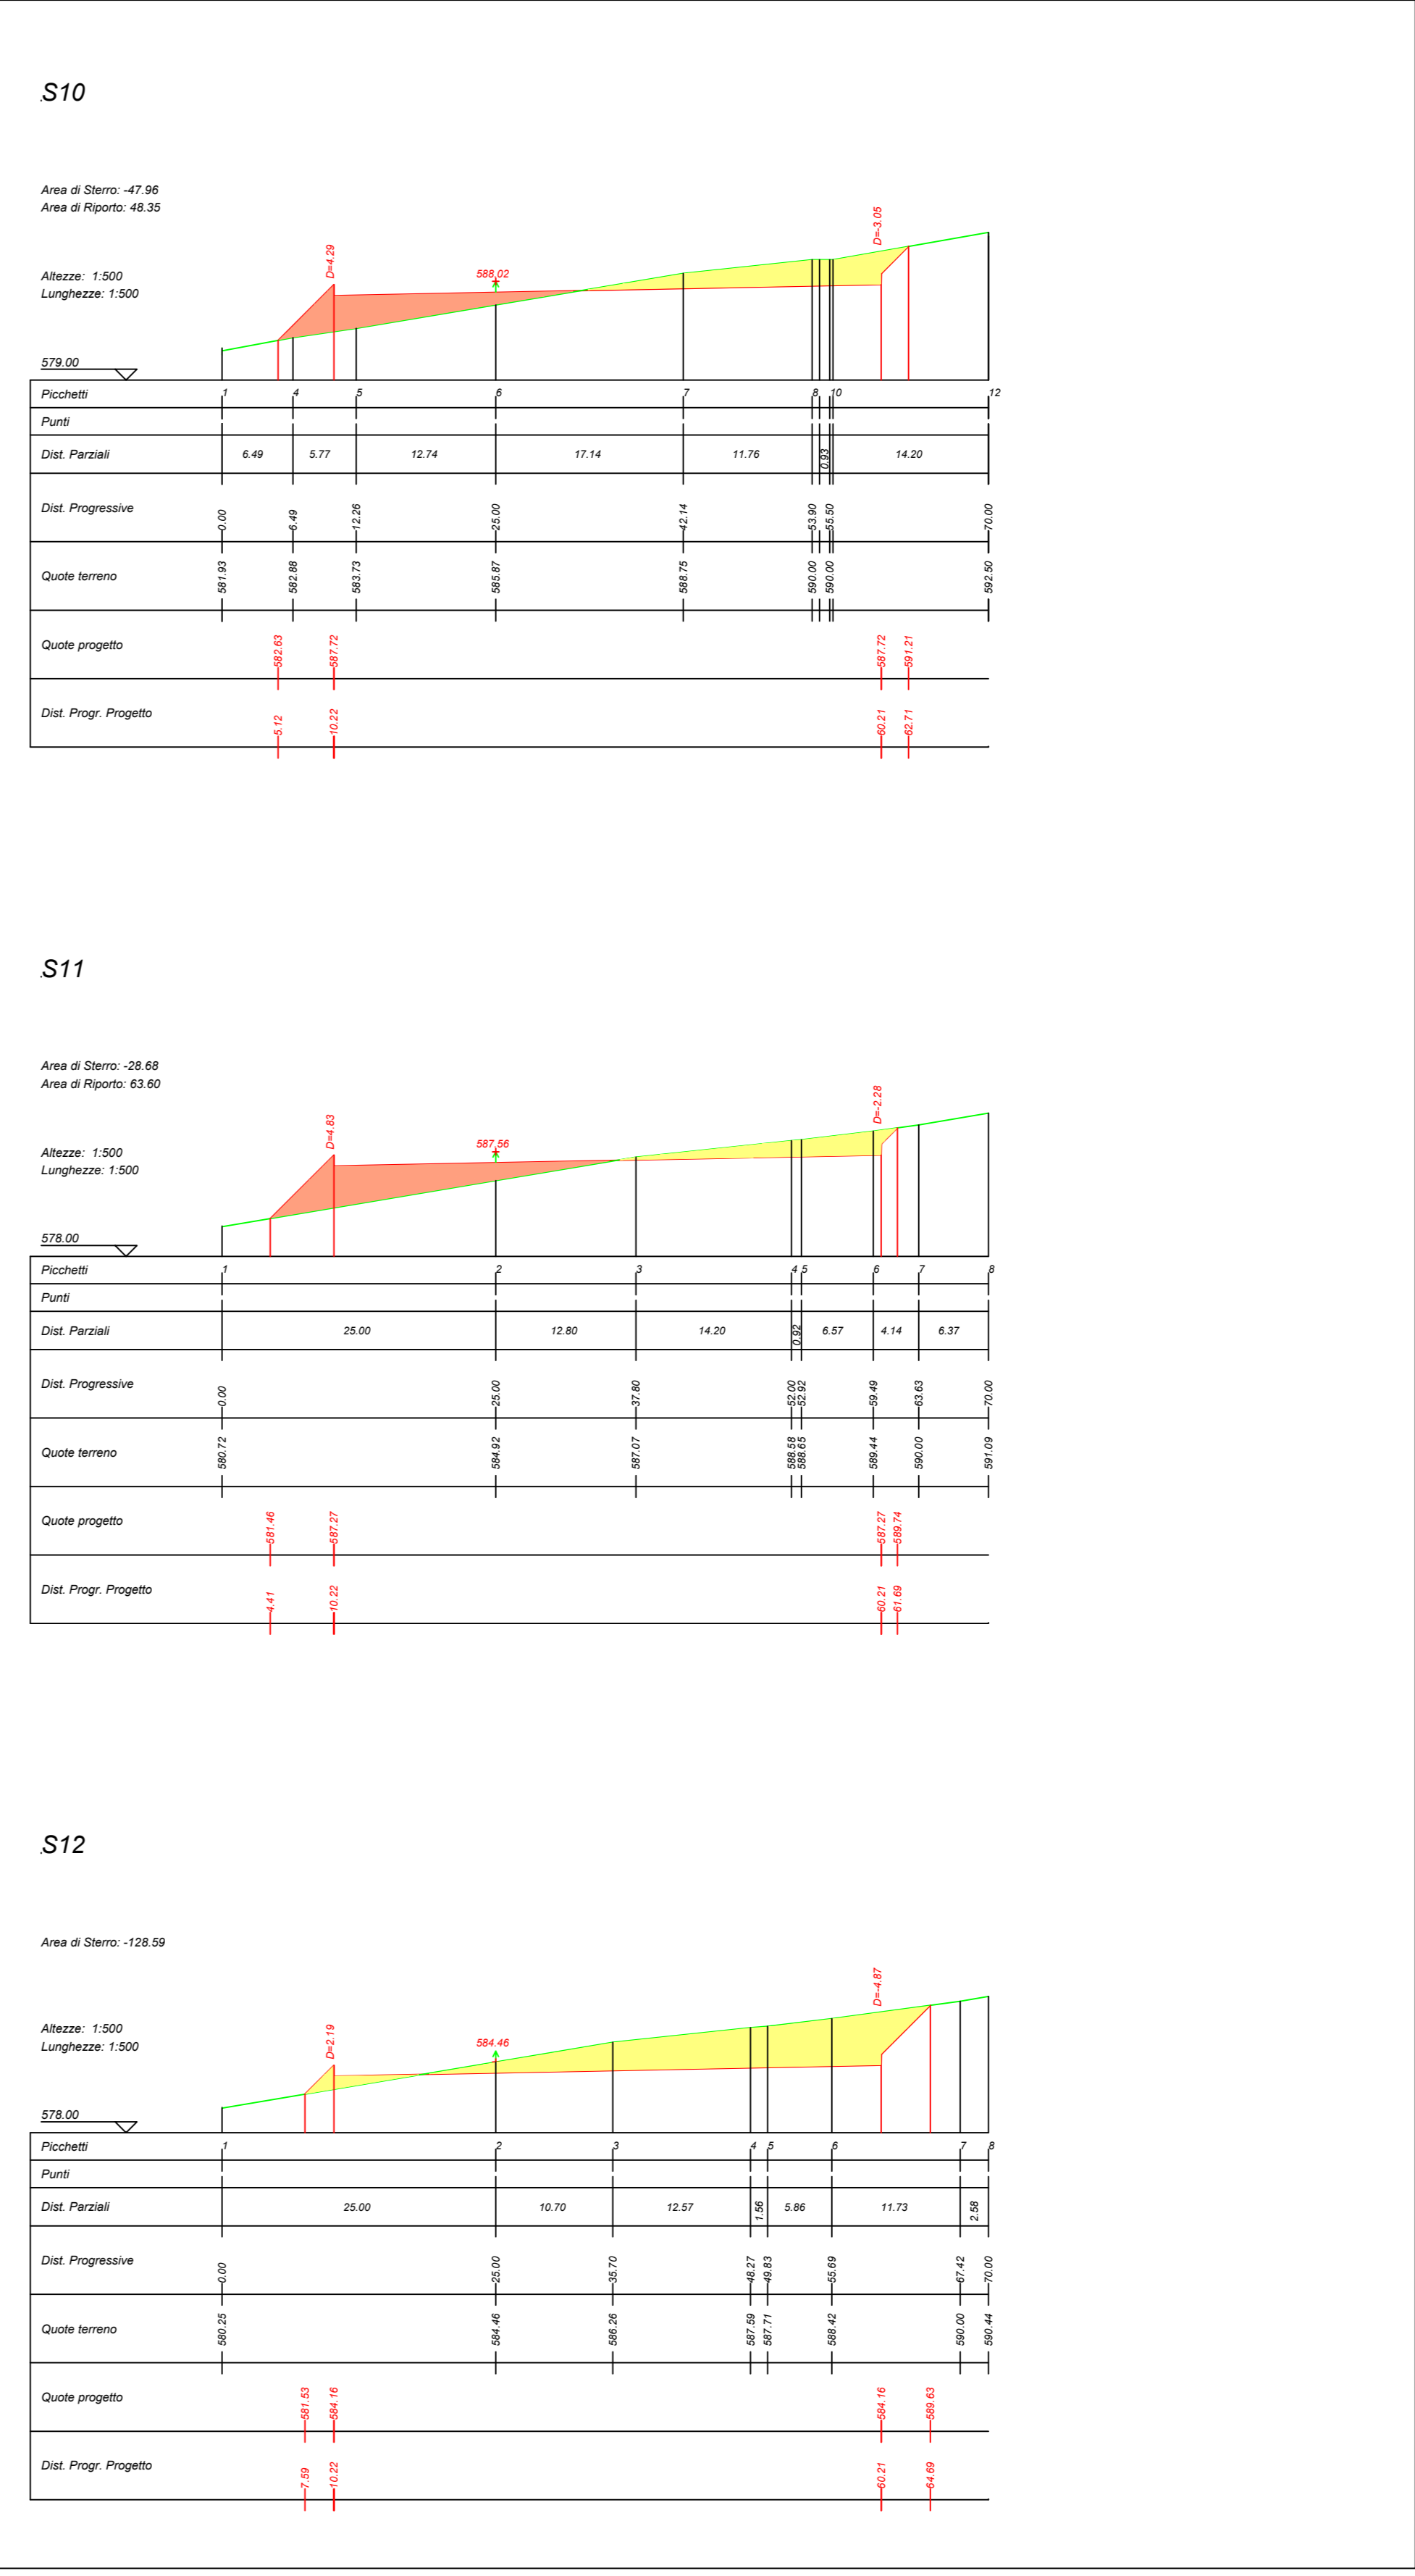 S10
Area di Sterro: -47.96
Area di Riporto: 48.35
D=4.29
588.02
D=-3.05
Altezze: 1:500
Lunghezze: 1:500
579.00
Picchetti 1 4 5 6 7 8 10 12
Punti
Dist. Parziali 6.49 5.77 12.74 17.14 11.76 0.93 14.20
Dist. Progressive 0.00 6.49 12.26 25.00 42.14 53.90 55.50 70.00
Quote terreno 581.93 582.88 583.73 585.87 588.75 590.00 590.00 592.50
Quote progetto 582.63 587.72 587.72 591.21
Dist. Progr. Progetto 5.12 10.22 60.21 62.71
S11
Area di Sterro: -28.68
Area di Riporto: 63.60
D=4.83
587.56
D=-2.28
Altezze: 1:500
Lunghezze: 1:500
578.00
Picchetti 1 2 3 4 5 6 7 8
Punti
Dist. Parziali 25.00 12.80 14.20 0.92 6.57 4.14 6.37
Dist. Progressive 0.00 25.00 37.80 52.00 52.92 59.49 63.63 70.00
Quote terreno 580.72 584.92 587.07 588.58 588.65 589.44 590.00 591.09
Quote progetto 581.46 587.27 587.27 589.74
Dist. Progr. Progetto 4.41 10.22 60.21 61.69
S12
Area di Sterro: -128.59
D=2.19
584.46
D=-4.87
Altezze: 1:500
Lunghezze: 1:500
578.00
Picchetti 1 2 3 4 5 6 7 8
Punti
Dist. Parziali 25.00 10.70 12.57 1.56 5.86 11.73 2.58
Dist. Progressive 0.00 25.00 35.70 48.27 49.83 55.69 67.42 70.00
Quote terreno 580.25 584.46 586.26 587.59 587.71 588.42 590.00 590.44
Quote progetto 581.53 584.16 584.16 589.63
Dist. Progr. Progetto 7.59 10.22 60.21 64.69